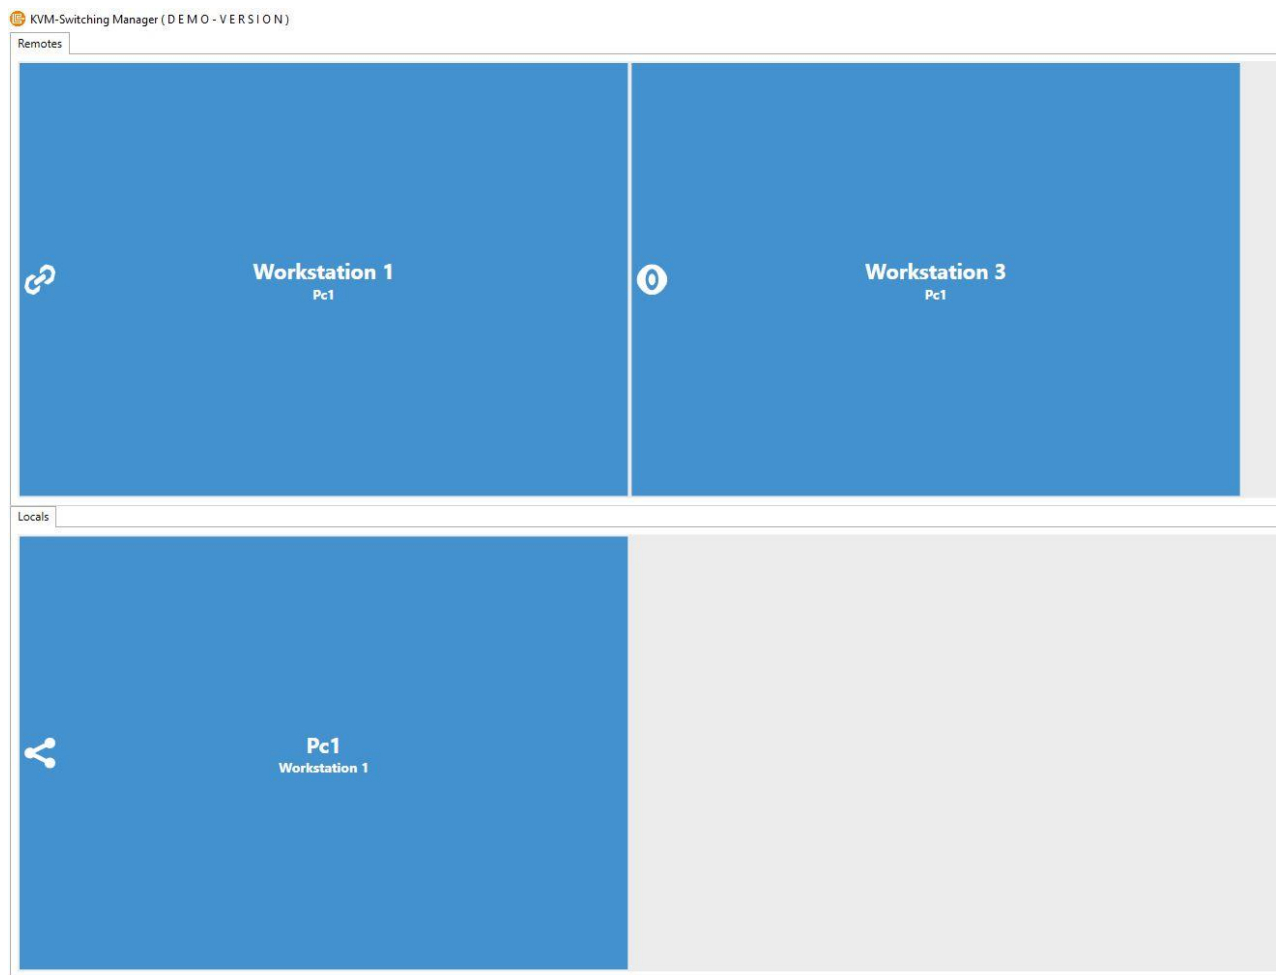 KVM-Switching Manager ( D E M O - V E R S I O N )
Remotes
Workstation 1
Pc1
Workstation 3
Pc1
Locals
Pc1
Workstation 1